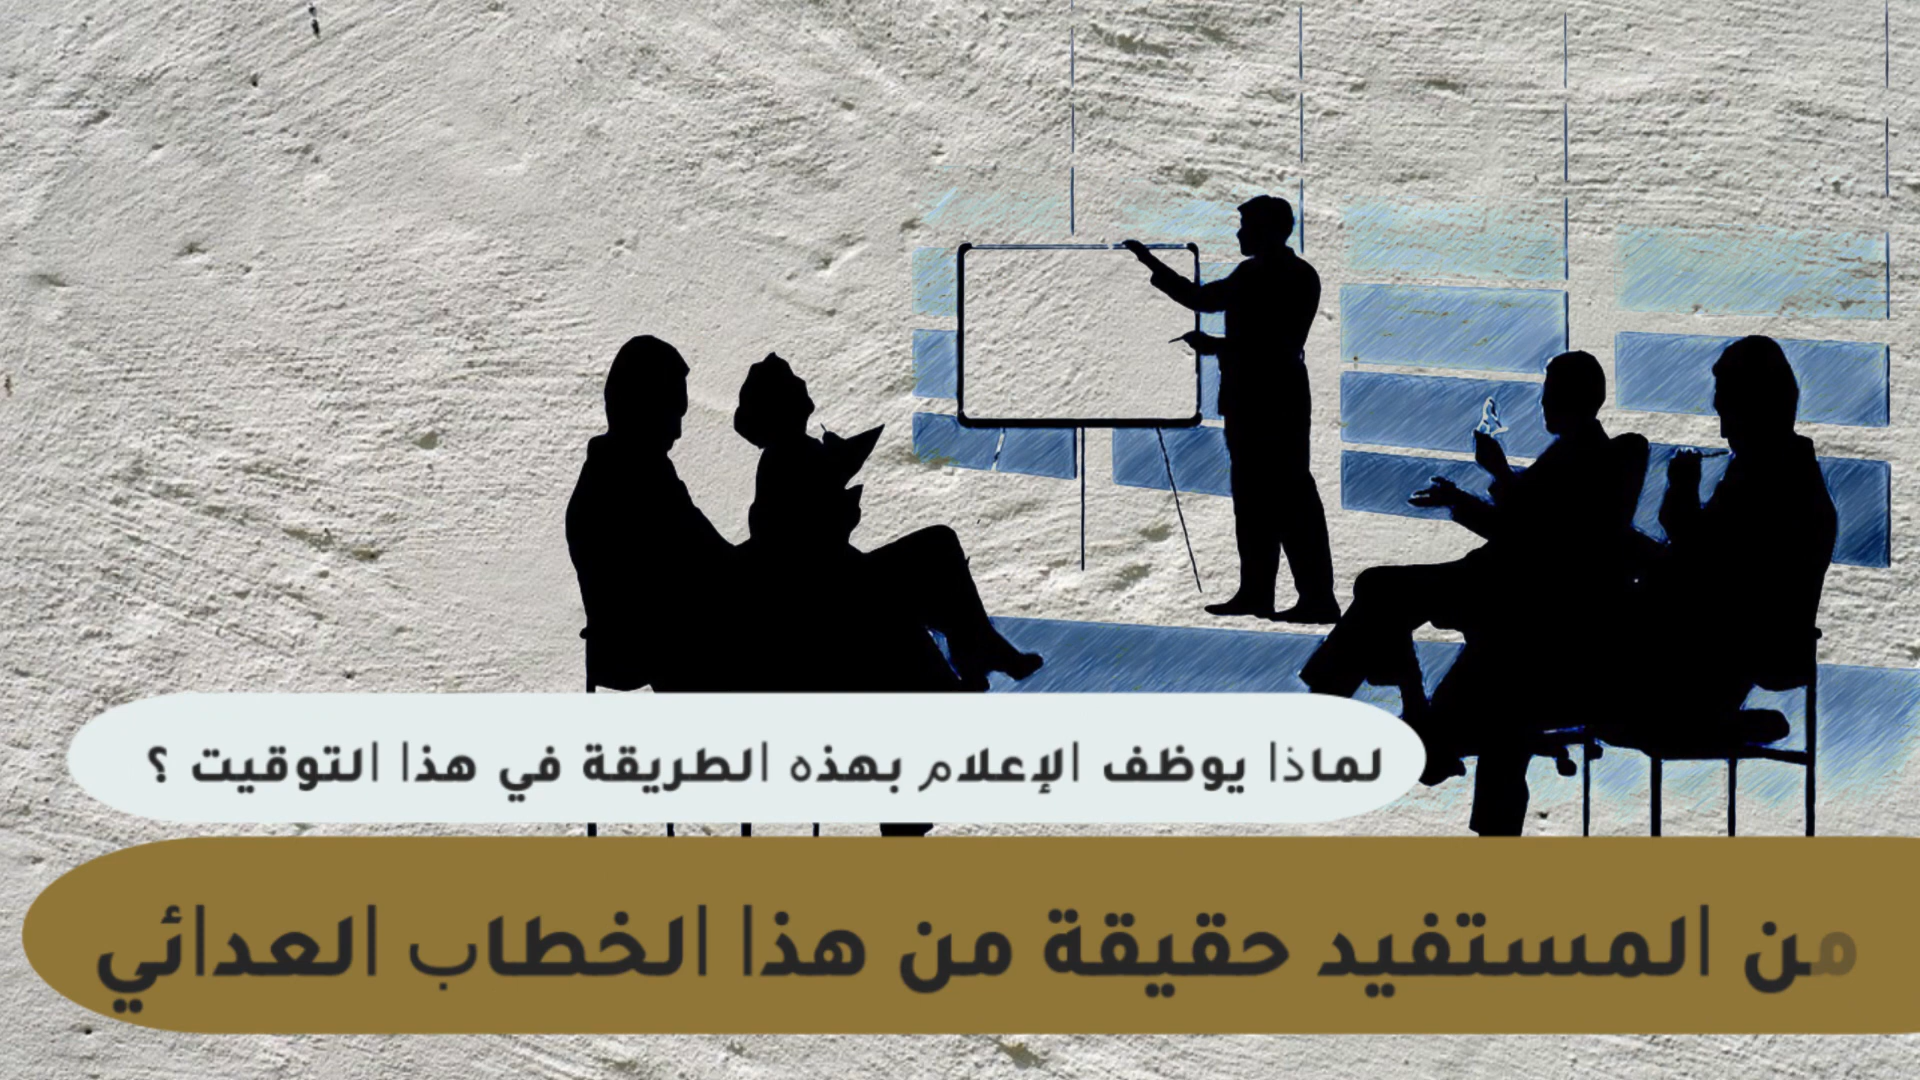 لماذا يوظف الإعلام بهذه الطريقة في هذا التوقيت ؟
من المستفيد حقيقة من هذا الخطاب العدائي